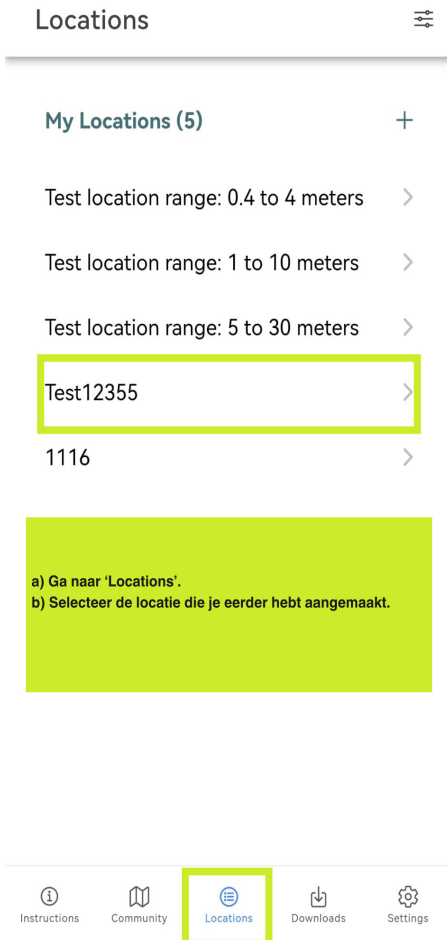 Locations
My Locations (5)
Test location range: 0.4 to 4 meters
Test location range: 1 to 10 meters
Test location range: 5 to 30 meters
Test12355
1116
a) Ga naar ‘Locations’.
b) Selecteer de locatie die je eerder hebt aangemaakt.
Instructions Community Locations Downloads Settings